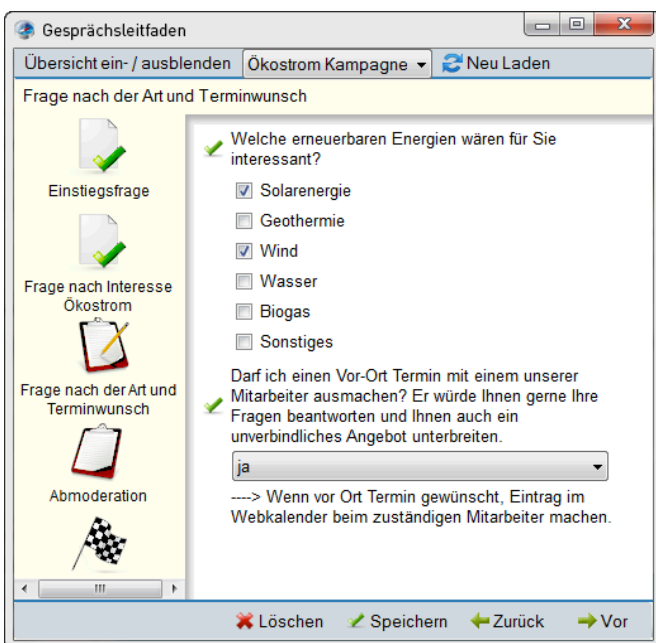 Gesprächsleitfaden
Übersicht ein- / ausblenden Ökostrom Kampagne Neu Laden
Frage nach der Art und Terminwunsch
Einstiegsfrage
Frage nach Interesse
Ökostrom
Frage nach der Art und
Terminwunsch
Abmoderation
Welche erneuerbaren Energien wären für Sie
interessant?
Solarenergie
Geothermie
Wind
Wasser
Biogas
Sonstiges
Darf ich einen Vor-Ort Termin mit einem unserer
Mitarbeiter ausmachen? Er würde Ihnen gerne Ihre
Fragen beantworten und Ihnen auch ein
unverbindliches Angebot unterbreiten.
ja
----> Wenn vor Ort Termin gewünscht, Eintrag im
Webkalender beim zuständigen Mitarbeiter machen.
Löschen Speichern Zurück Vor